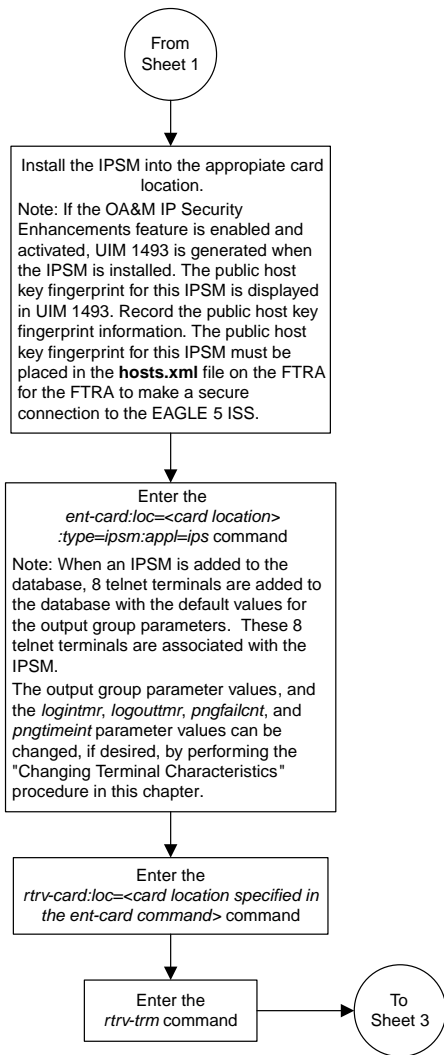 From
Sheet 1
Install the IPSM into the appropiate card
location.
Note: If the OA&M IP Security
Enhancements feature is enabled and
activated, UIM 1493 is generated when
the IPSM is installed. The public host
key fingerprint for this IPSM is displayed
in UIM 1493. Record the public host key
fingerprint information. The public host
key fingerprint for this IPSM must be
placed in the hosts.xml file on the FTRA
for the FTRA to make a secure
connection to the EAGLE 5 ISS.
Enter the
ent-card:loc=<card location>
:type=ipsm:appl=ips command
Note: When an IPSM is added to the
database, 8 telnet terminals are added to
the database with the default values for
the output group parameters. These 8
telnet terminals are associated with the
IPSM.
The output group parameter values, and
the logintmr, logouttmr, pngfailcnt, and
pngtimeint parameter values can be
changed, if desired, by performing the
"Changing Terminal Characteristics"
procedure in this chapter.
Enter the
rtrv-card:loc=<card location specified in
the ent-card command> command
Enter the
rtrv-trm command
To
Sheet 3